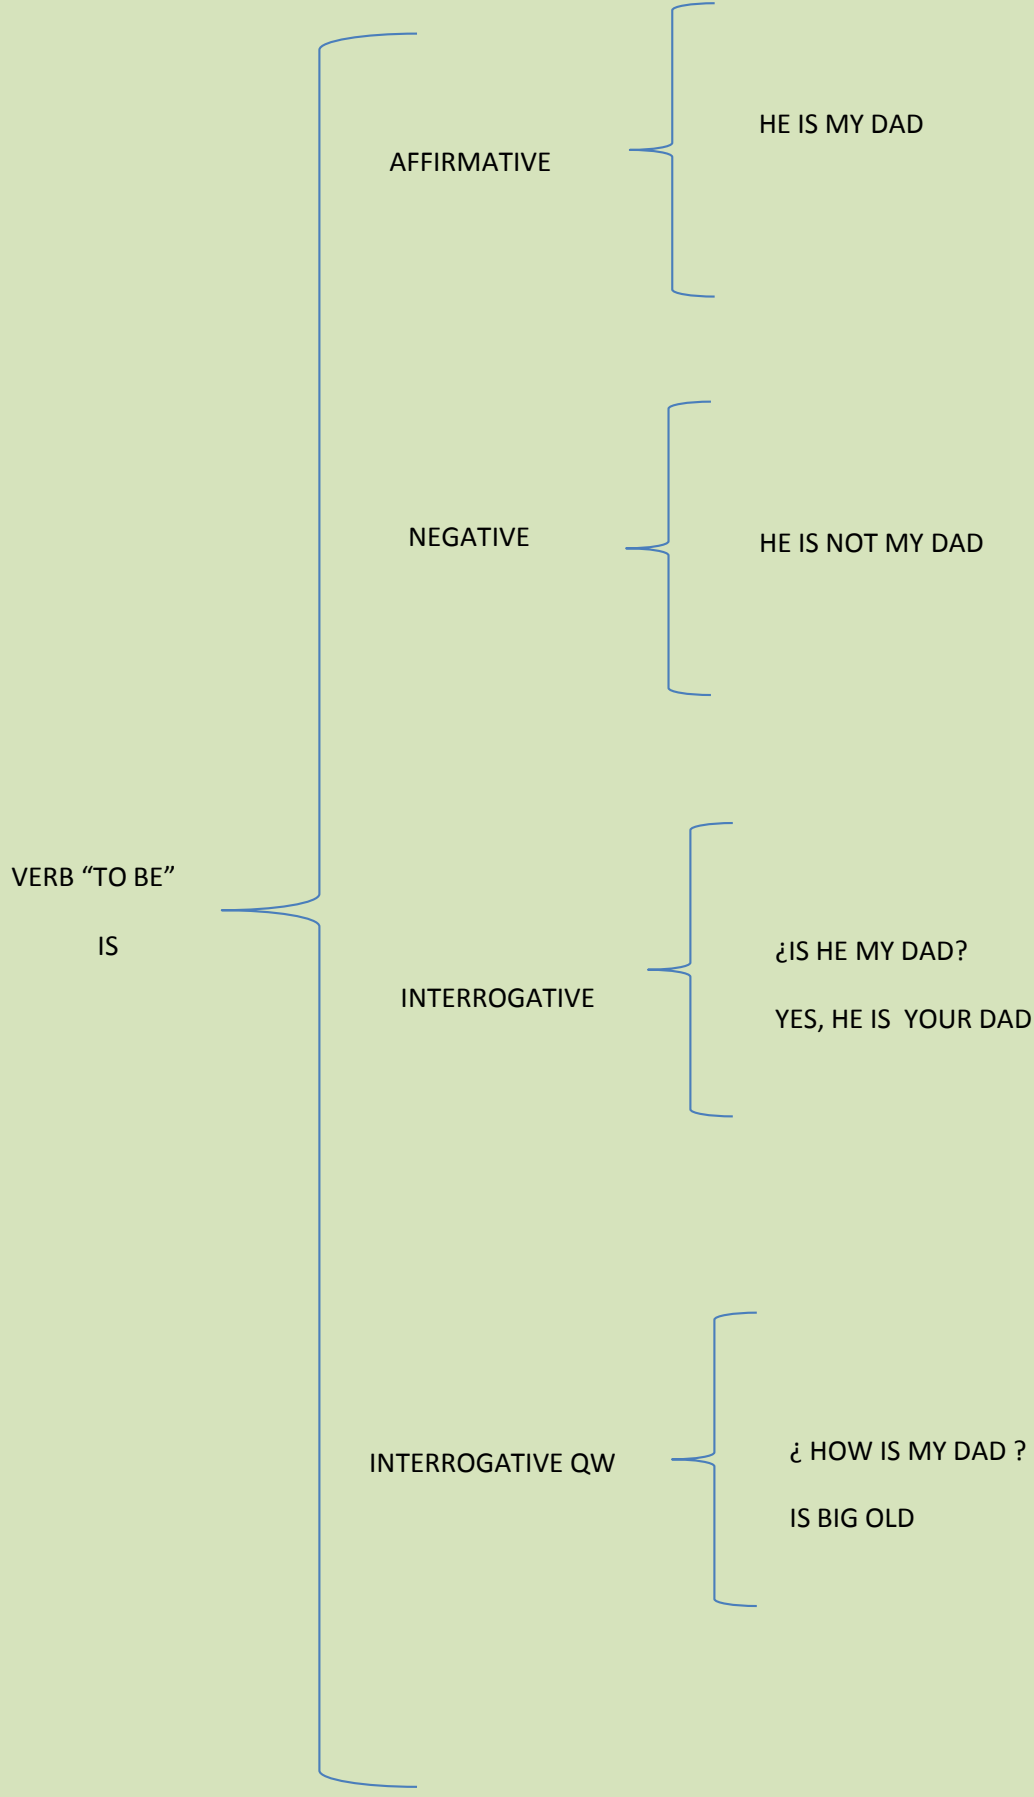 VERB “TO BE”
IS
AFFIRMATIVE
HE IS MY DAD
NEGATIVE
HE IS NOT MY DAD
INTERROGATIVE
¿IS HE MY DAD?
YES, HE IS  YOUR DAD
INTERROGATIVE QW
¿ HOW IS MY DAD ?
IS BIG OLD